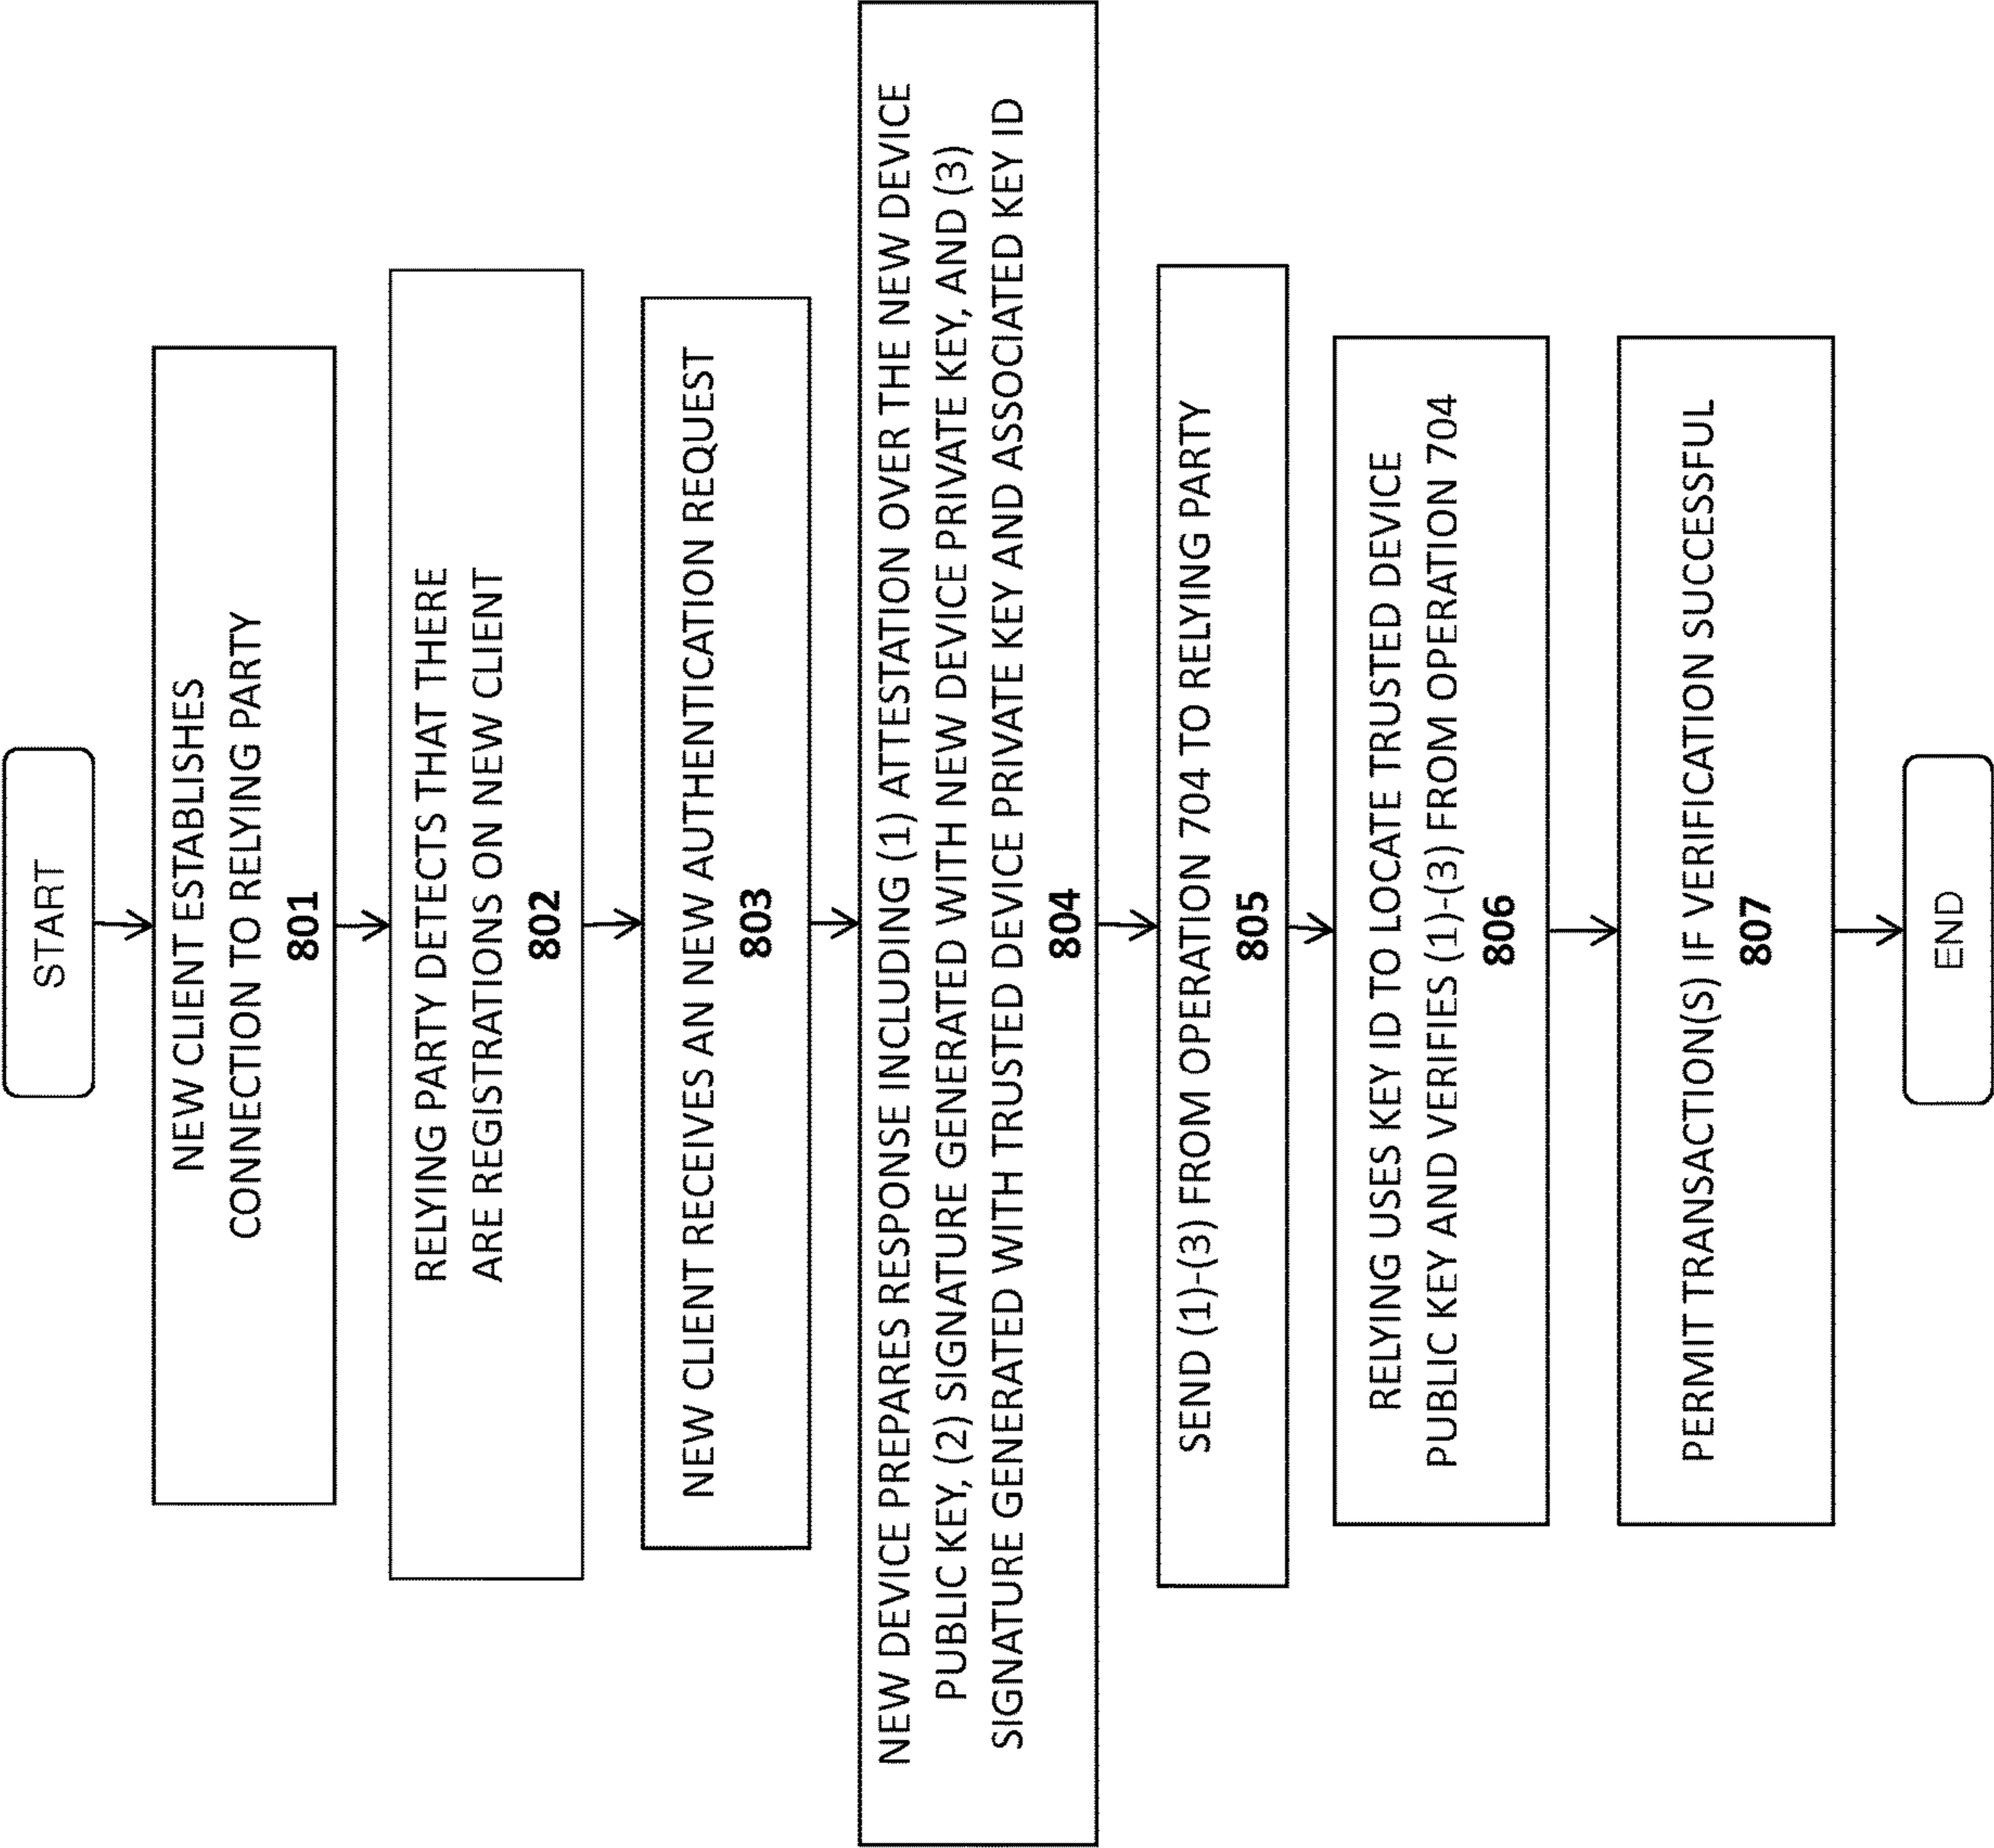 START
NEW CLIENT ESTABLISHES
CONNECTION TO RELYING PARTY
801
RELYING PARTY DETECTS THAT THERE
ARE REGISTRATIONS ON NEW CLIENT
802
NEW CLIENT RECEIVES AN NEW AUTHENTICATION REQUEST
803
NEW DEVICE PREPARES RESPONSE INCLUDING (1) ATTESTATION OVER THE NEW DEVICE
PUBLIC KEY, (2) SIGNATURE GENERATED WITH NEW DEVICE PRIVATE KEY, AND (3)
SIGNATURE GENERATED WITH TRUSTED DEVICE PRIVATE KEY AND ASSOCIATED KEY ID
804
SEND (1)-(3) FROM OPERATION 704 TO RELYING PARTY
805
RELYING USES KEY ID TO LOCATE TRUSTED DEVICE
PUBLIC KEY AND VERIFIES (1)-(3) FROM OPERATION 704
806
PERMIT TRANSACTION(S) IF VERIFICATION SUCCESSFUL
807
END